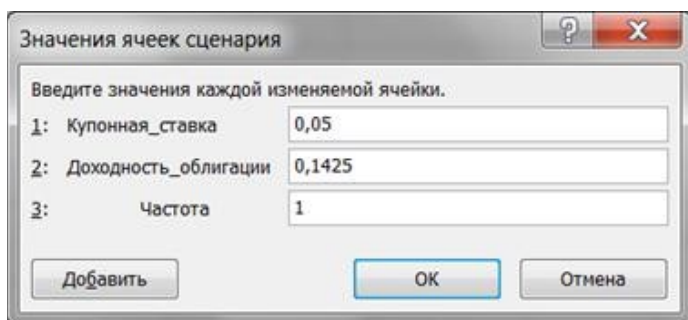 Значения ячеек сценария
Введите значения каждой изменяемой ячейки.
1: Купонная_ставка 0,05
2: Доходность_облигации 0,1425
3: Частота 1
Добавить OK Отмена